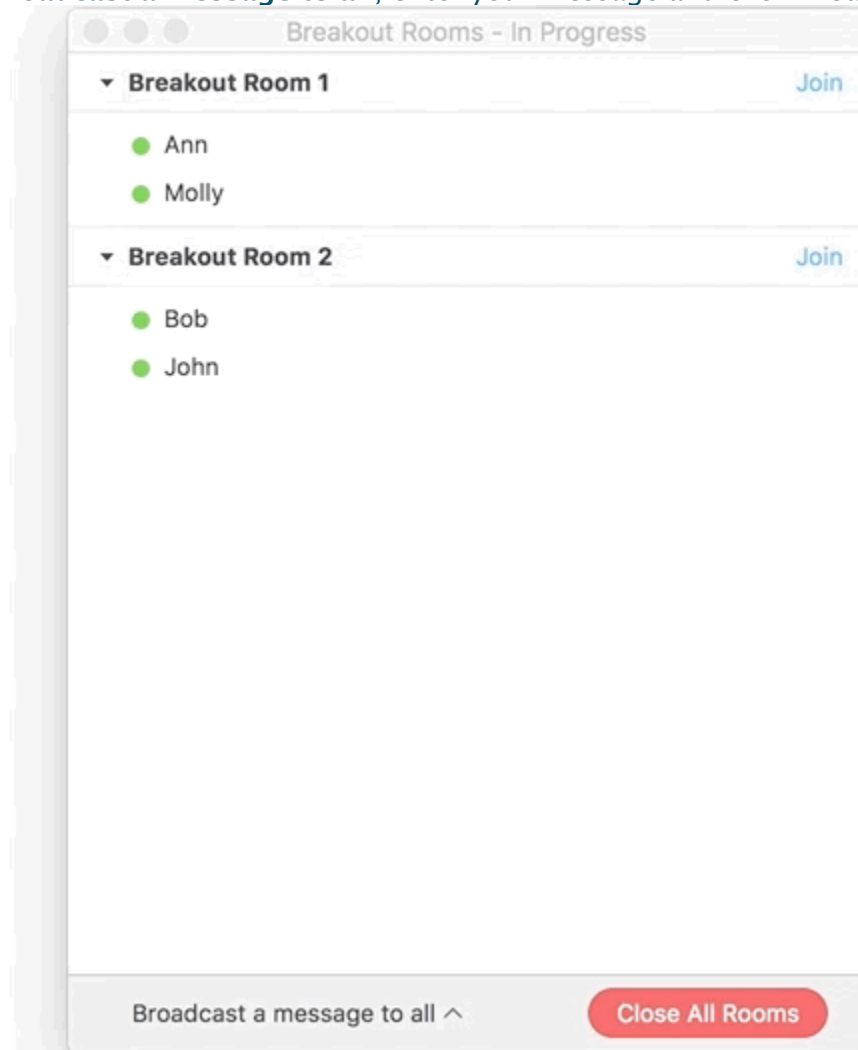 Breakout Rooms - In Progress
Breakout Room 1 Join
Ann
Molly
Breakout Room 2 Join
Bob
John
Broadcast a message to all
Close All Rooms